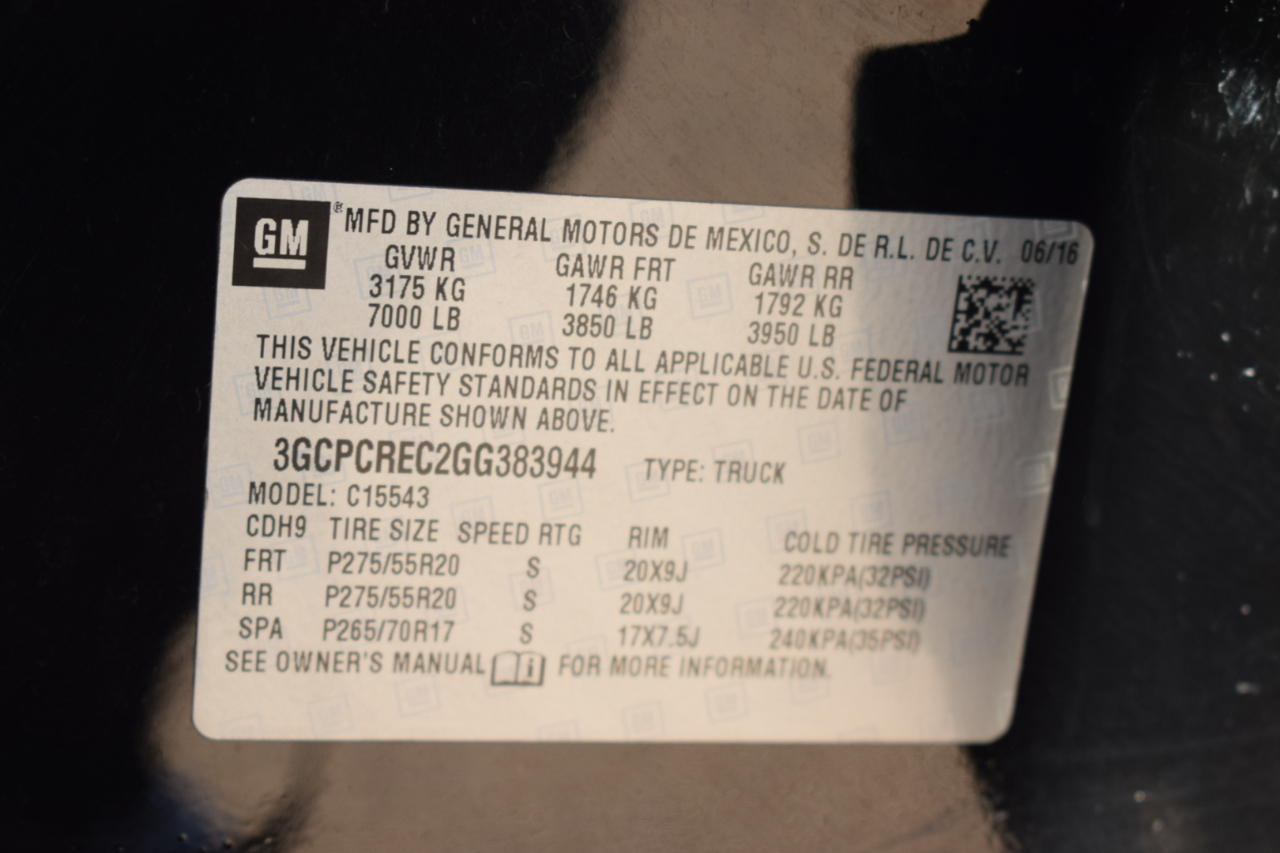 GM ® MFD BY GENERAL MOTORS DE MEXICO, S. DE R.L. DE C.V. 06/16
GVWR GAWR FRT GAWR RR
3175 KG 1746 KG 1792 KG
7000 LB 3850 LB 3950 LB
THIS VEHICLE CONFORMS TO ALL APPLICABLE U.S. FEDERAL MOTOR
VEHICLE SAFETY STANDARDS IN EFFECT ON THE DATE OF
MANUFACTURE SHOWN ABOVE.
3GCPCREC2GG383944 TYPE: TRUCK
MODEL: C15543
CDH9 TIRE SIZE SPEED RTG RIM COLD TIRE PRESSURE
FRT P275/55R20 S 20X9J 220KPA(32PSI)
RR P275/55R20 S 20X9J 220KPA(32PSI)
SPA P265/70R17 S 17X7.5J 240KPA(35PSI)
SEE OWNER'S MANUAL i FOR MORE INFORMATION.